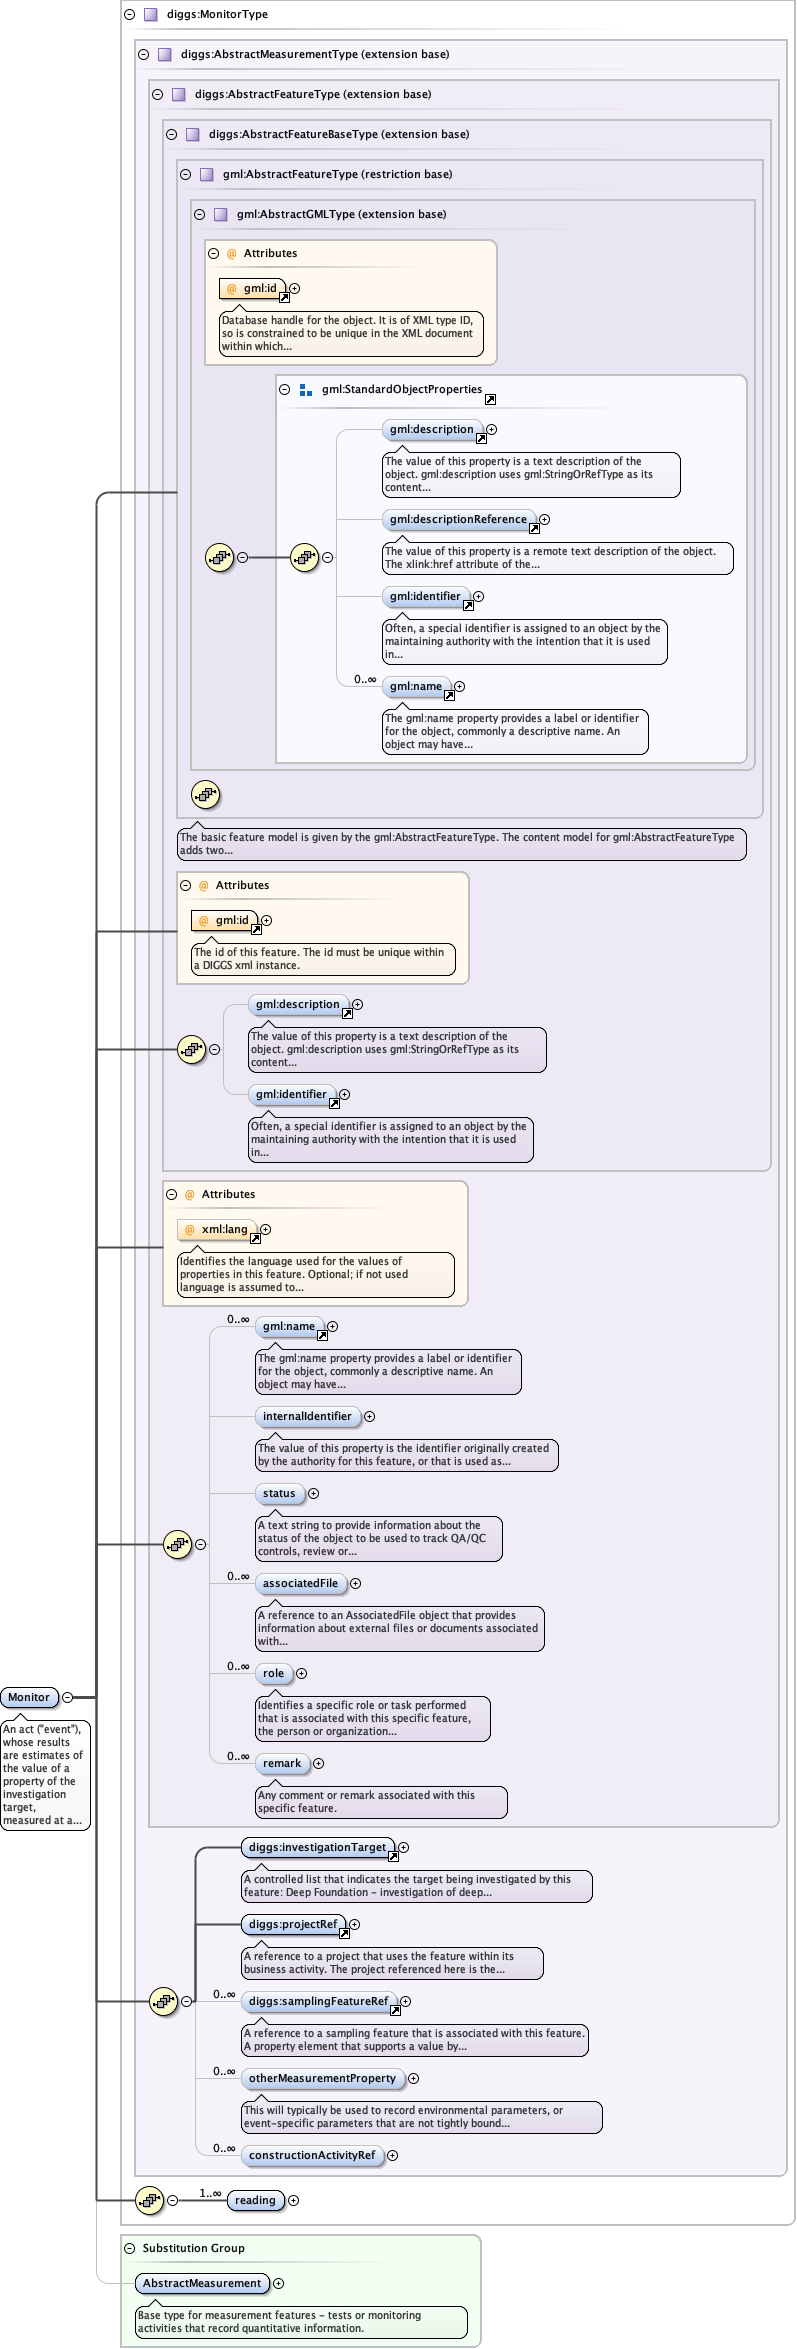 diggs:MonitorType
diggs:AbstractMeasurementType (extension base)
diggs:AbstractFeatureType (extension base)
diggs:AbstractFeatureBaseType (extension base)
gml:AbstractFeatureType (restriction base)
gml:AbstractGMLType (extension base)
@ Attributes
@ gml:id
Database handle for the object. It is of XML type ID,
so is constrained to be unique in the XML document
within which...
gml:StandardObjectProperties
gml:description
The value of this property is a text description of the
object. gml:description uses gml:StringOrRefType as its
content...
gml:descriptionReference
The value of this property is a remote text description of the object.
The xlink:href attribute of the...
gml:identifier
Often, a special identifier is assigned to an object by the
maintaining authority with the intention that it is used
in...
0..∞
gml:name
The gml:name property provides a label or identifier
for the object, commonly a descriptive name. An
object may have...
The basic feature model is given by the gml:AbstractFeatureType. The content model for gml:AbstractFeatureType
adds two...
@ Attributes
@ gml:id
The id of this feature. The id must be unique within
a DIGGS xml instance.
gml:description
The value of this property is a text description of the
object. gml:description uses gml:StringOrRefType as its
content...
gml:identifier
Often, a special identifier is assigned to an object by the
maintaining authority with the intention that it is used
in...
@ Attributes
@ xml:lang
Identifies the language used for the values of
properties in this feature. Optional; if not used
language is assumed to...
0..∞
gml:name
The gml:name property provides a label or identifier
for the object, commonly a descriptive name. An
object may have...
internalIdentifier
The value of this property is the identifier originally created
by the authority for this feature, or that is used as...
status
A text string to provide information about the
status of the object to be used to track QA/QC
controls, review or...
0..∞
associatedFile
A reference to an AssociatedFile object that provides
information about external files or documents associated
with...
0..∞
role
Identifies a specific role or task performed
that is associated with this specific feature,
the person or organization...
0..∞
remark
Any comment or remark associated with this
specific feature.
Monitor
An act ("event"),
whose results
are estimates of
the value of a
property of the
investigation
target,
measured at a...
diggs:investigationTarget
A controlled list that indicates the target being investigated by this
feature: Deep Foundation - investigation of deep...
diggs:projectRef
A reference to a project that uses the feature within its
business activity. The project referenced here is the...
0..∞
diggs:samplingFeatureRef
A reference to a sampling feature that is associated with this feature.
A property element that supports a value by...
0..∞
otherMeasurementProperty
This will typically be used to record environmental parameters, or
event-specific parameters that are not tightly bound...
0..∞
constructionActivityRef
1..∞
reading
Substitution Group
AbstractMeasurement
Base type for measurement features - tests or monitoring
activities that record quantitative information.